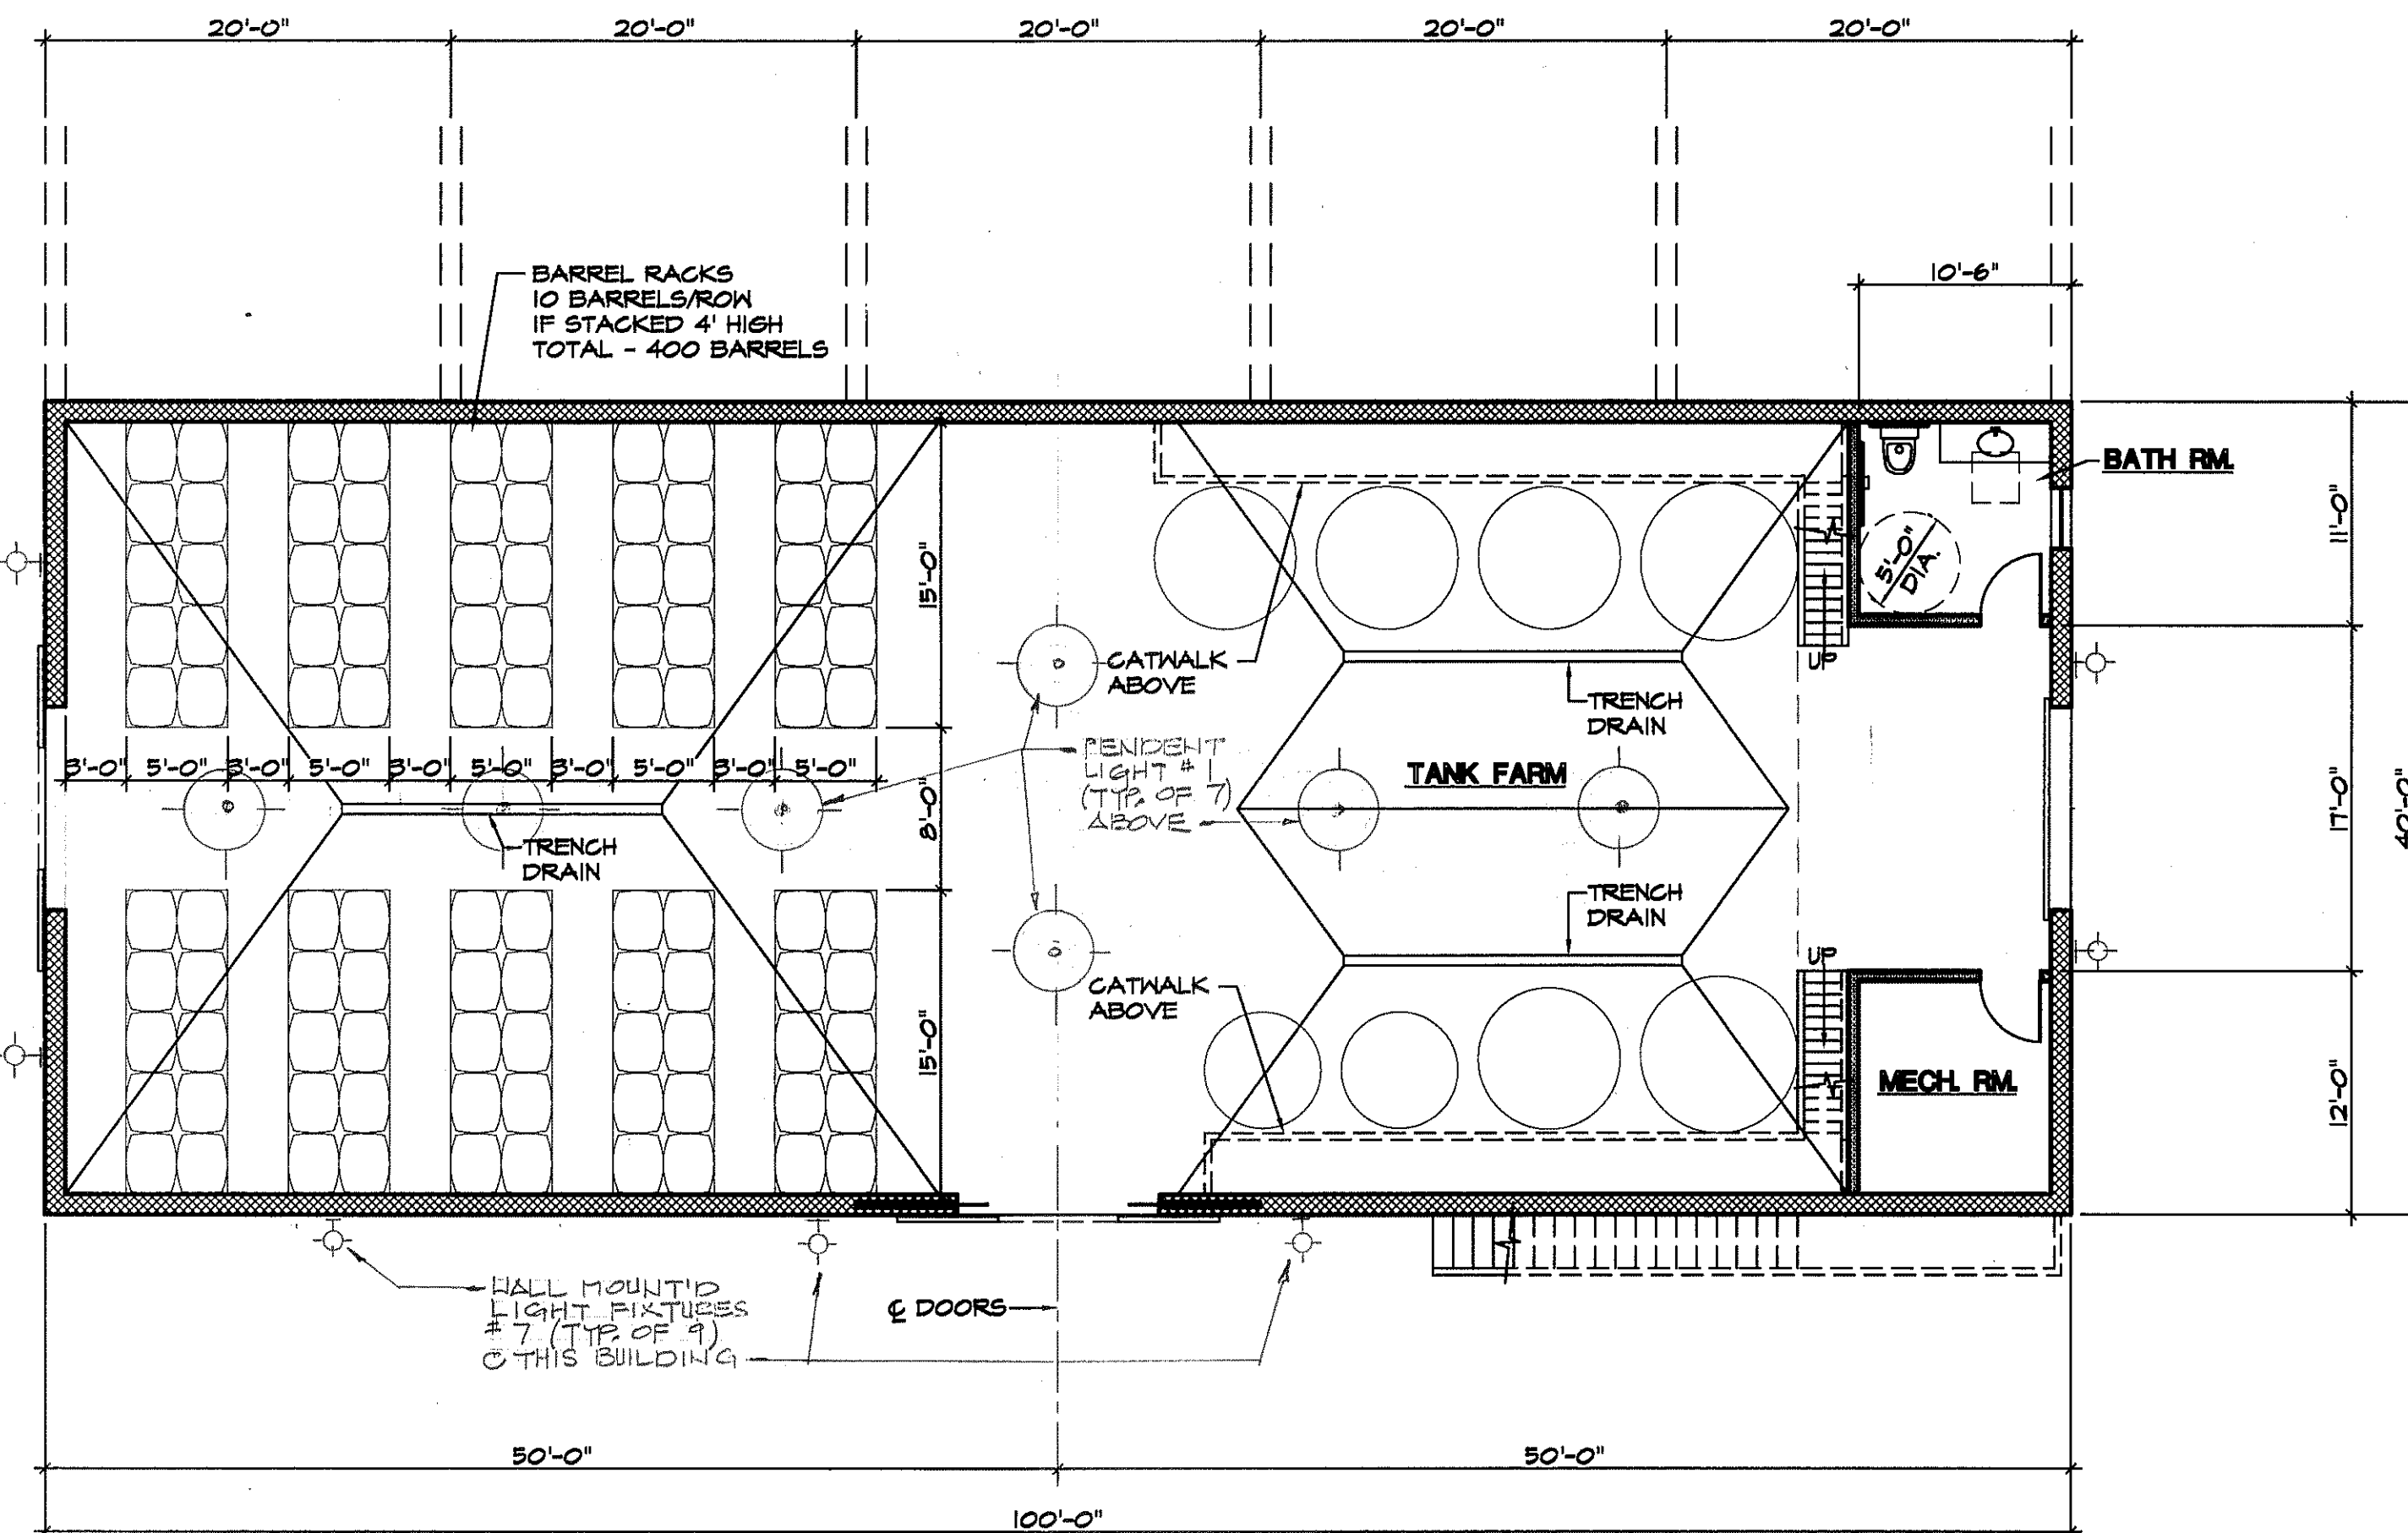 20'-0" 20'-0" 20'-0" 20'-0" 20'-0"
10'-6"
BARREL RACKS
10 BARRELS/ROW
IF STACKED 4' HIGH
TOTAL - 400 BARRELS
BATH RM.
11'-0"
5'-0"
DIA.
15'-0"
UP
CATWALK
ABOVE
TRENCH
DRAIN
PENDENT
LIGHT # 1
(TYP. OF 7)
ABOVE
TANK FARM
3'-0" 5'-0" 3'-0" 5'-0" 3'-0" 5'-0" 3'-0" 5'-0" 3'-0" 5'-0"
8'-0"
17'-0"
40'-0"
TRENCH
DRAIN
TRENCH
DRAIN
UP
CATWALK
ABOVE
15'-0"
MECH. RM.
12'-0"
WALL MOUNT'D
LIGHT FIXTURES
# 7 (TYP. OF 9)
@ THIS BUILDING
℄ DOORS
50'-0" 50'-0"
100'-0"